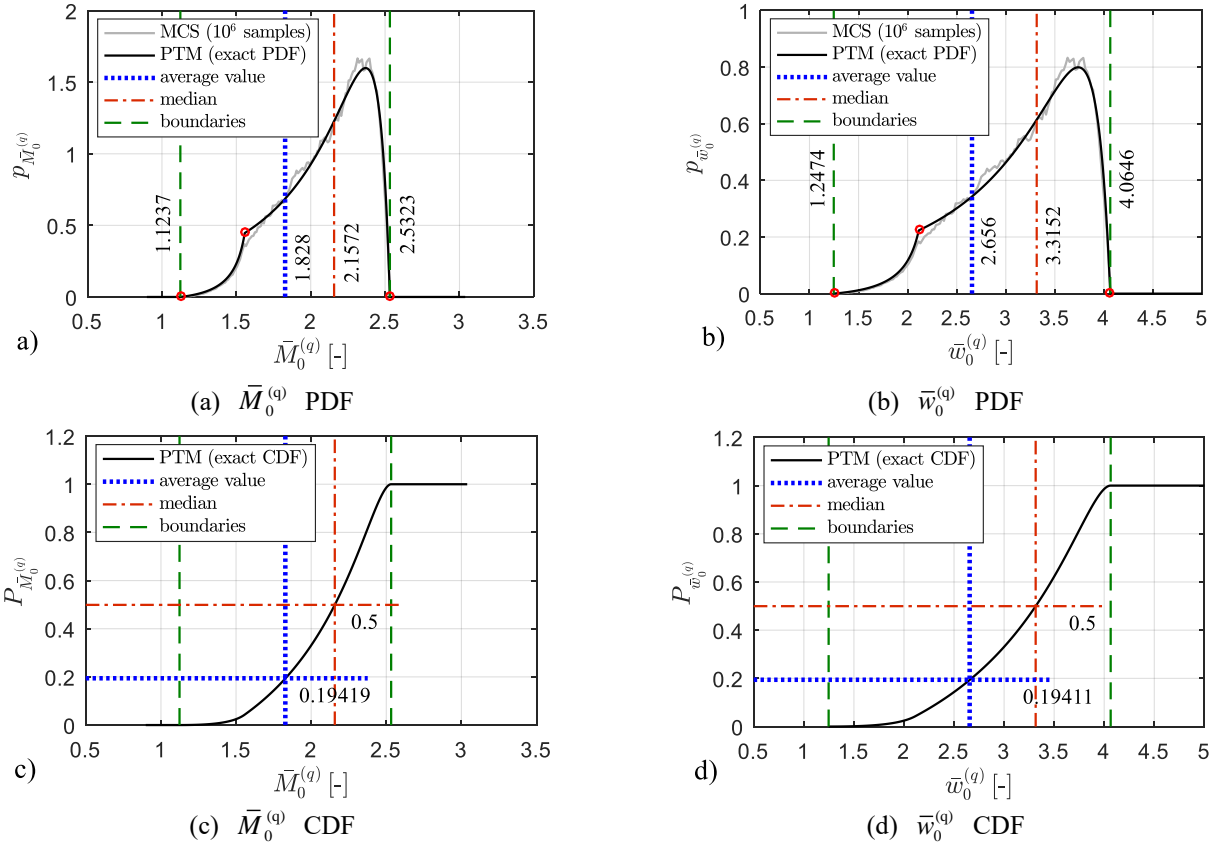 2
1.5
1
0.5
0
MCS (10⁶ samples)
PTM (exact PDF)
average value
median
boundaries
1.1237
1.828
2.1572
2.5323
p_{M̄₀^{(q)}}
0.5 1 1.5 2 2.5 3 3.5
a)
M̄₀^{(q)} [-]
(a) M̄₀^{(q)} PDF
1
0.8
0.6
0.4
0.2
0
MCS (10⁶ samples)
PTM (exact PDF)
average value
median
boundaries
1.2474
2.656
3.3152
4.0646
p_{w̄₀^{(q)}}
0.5 1 1.5 2 2.5 3 3.5 4 4.5 5
b)
w̄₀^{(q)} [-]
(b) w̄₀^{(q)} PDF
1.2
1
0.8
0.6
0.4
0.2
0
PTM (exact CDF)
average value
median
boundaries
0.5
0.19419
P_{M̄₀^{(q)}}
0.5 1 1.5 2 2.5 3 3.5
c)
M̄₀^{(q)} [-]
(c) M̄₀^{(q)} CDF
1.2
1
0.8
0.6
0.4
0.2
0
PTM (exact CDF)
average value
median
boundaries
0.5
0.19411
P_{w̄₀^{(q)}}
0.5 1 1.5 2 2.5 3 3.5 4 4.5 5
d)
w̄₀^{(q)} [-]
(d) w̄₀^{(q)} CDF